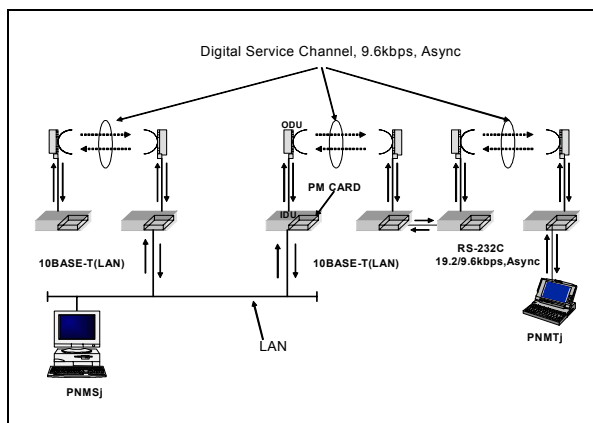 Digital Service Channel, 9.6kbps, Async
ODU
PM CARD
IDU
10BASE-T(LAN)
10BASE-T(LAN)
RS-232C
19.2/9.6kbps,Async
LAN
PNMSj
PNMTj